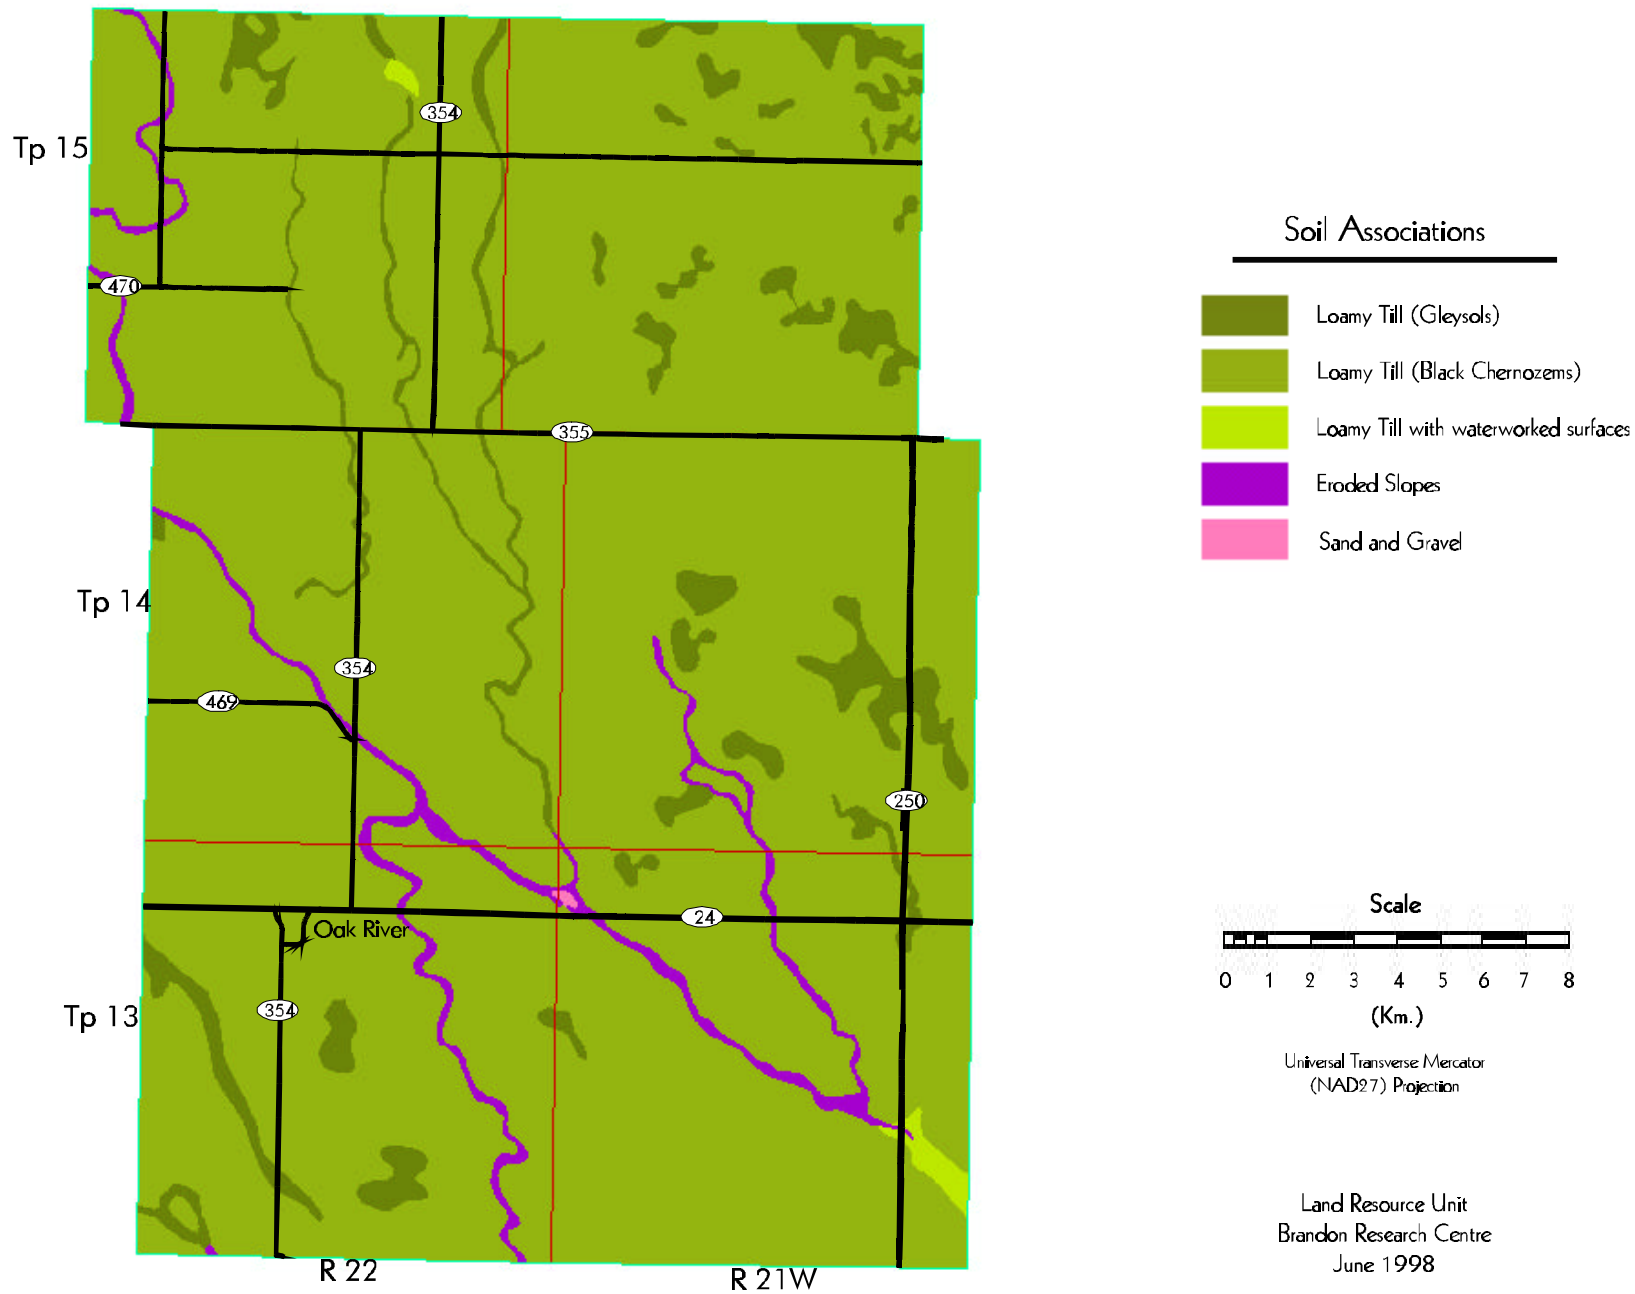 Tp 15
354
470
355
Tp 14
354
469
250
24
Oak River
Tp 13
354
R 22
R 21W
Soil Associations
Loamy Till (Gleysols)
Loamy Till (Black Chernozems)
Loamy Till with waterworked surfaces
Eroded Slopes
Sand and Gravel
Scale
0 1 2 3 4 5 6 7 8
(Km.)
Universal Transverse Mercator
(NAD27) Projection
Land Resource Unit
Brandon Research Centre
June 1998